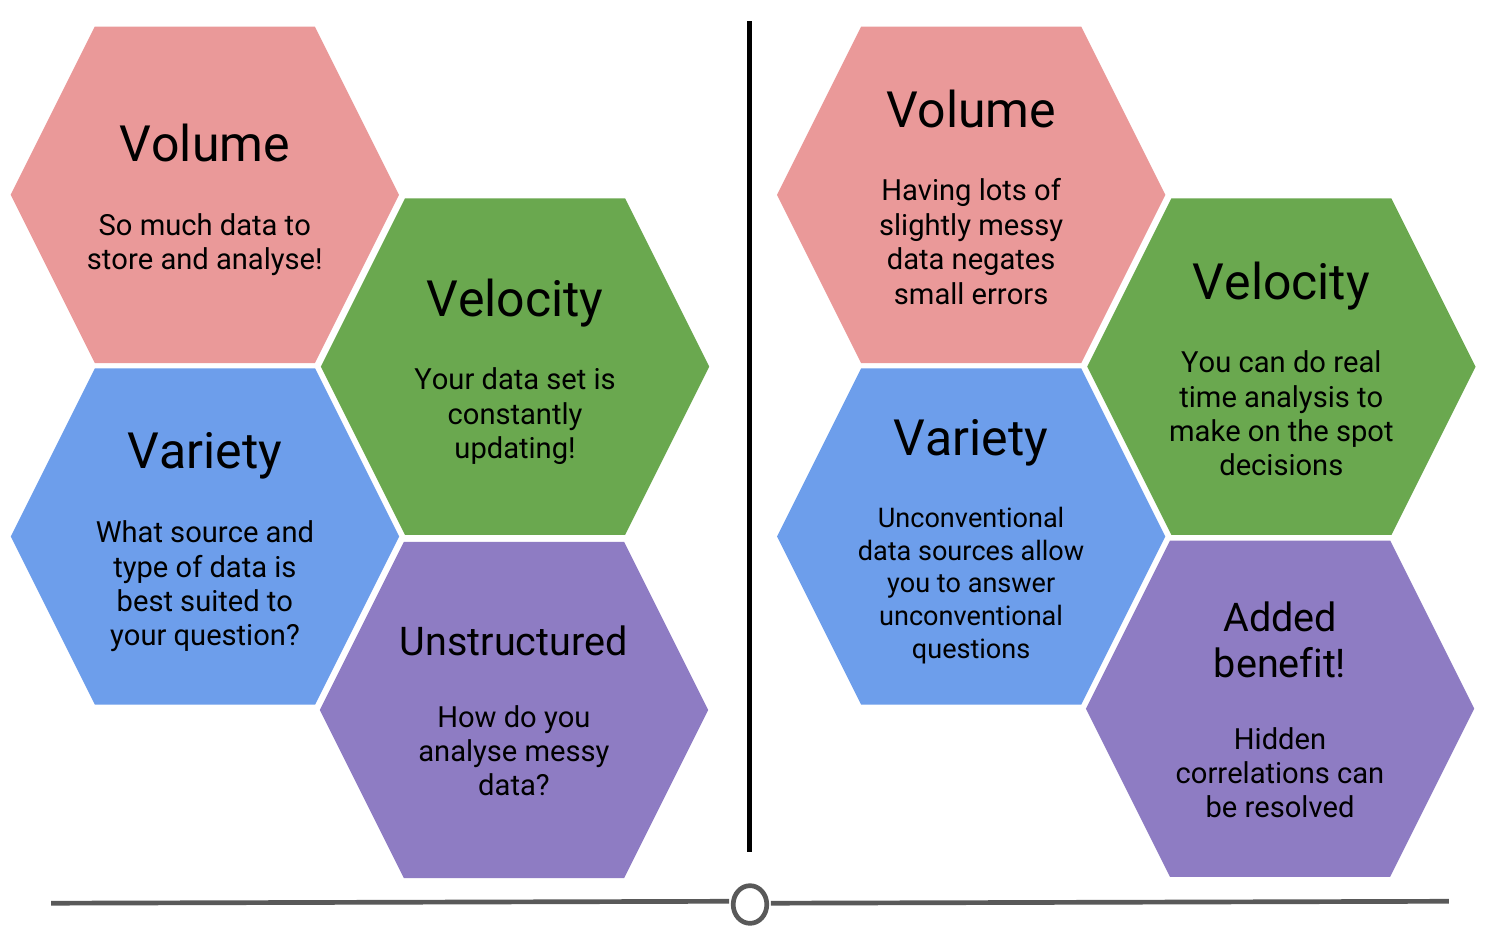 Volume
So much data to
store and analyse!
Velocity
Your data set is
constantly
updating!
Variety
What source and
type of data is
best suited to
your question?
Unstructured
How do you
analyse messy
data?
Volume
Having lots of
slightly messy
data negates
small errors
Velocity
You can do real
time analysis to
make on the spot
decisions
Variety
Unconventional
data sources allow
you to answer
unconventional
questions
Added
benefit!
Hidden
correlations can
be resolved